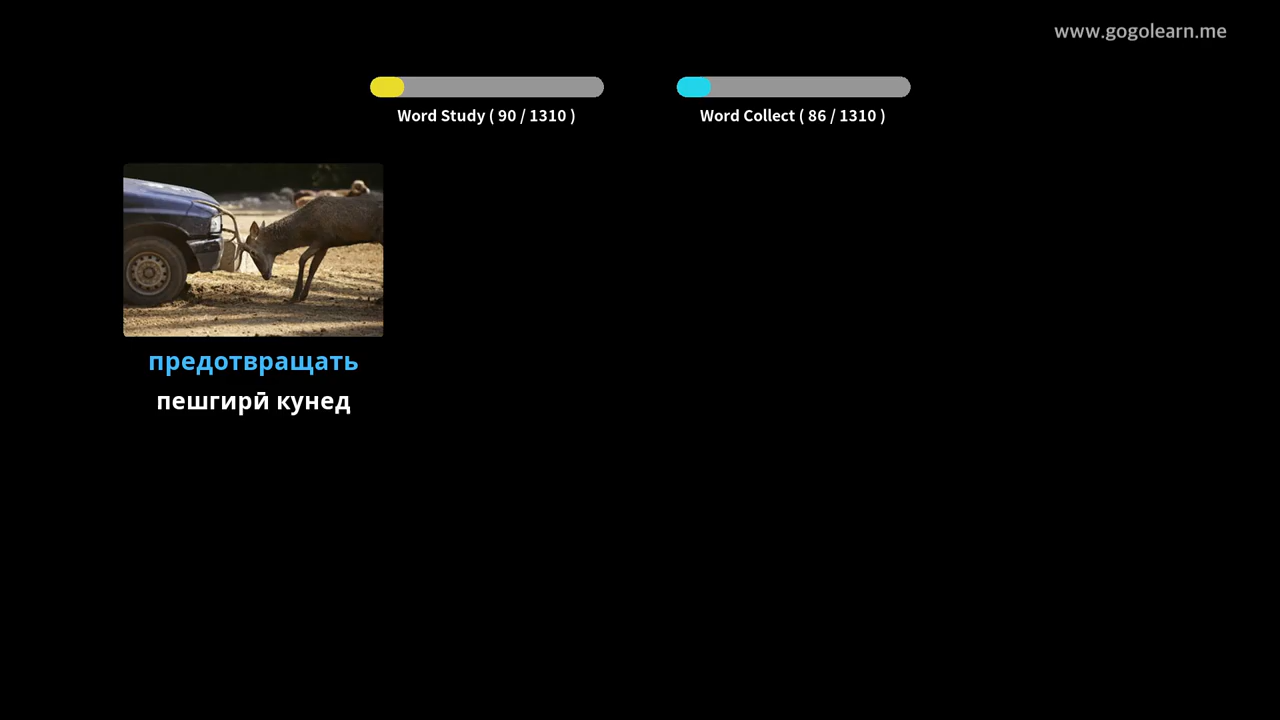 www.gogolearn.me
Word Study ( 90 / 1310 )
Word Collect ( 86 / 1310 )
предотвращать
пешгирӣ кунед